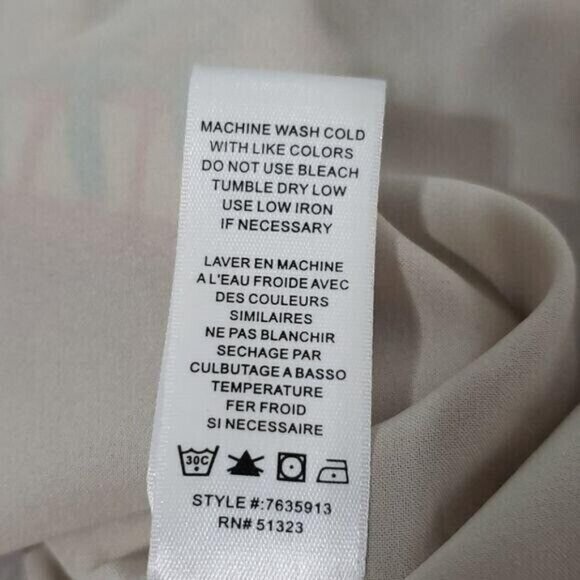 MACHINE WASH COLD
WITH LIKE COLORS
DO NOT USE BLEACH
TUMBLE DRY LOW
USE LOW IRON
IF NECESSARY
LAVER EN MACHINE
A L'EAU FROIDE AVEC
DES COULEURS
SIMILAIRES
NE PAS BLANCHIR
SECHAGE PAR
CULBUTAGE A BASSO
TEMPERATURE
FER FROID
SI NECESSAIRE
30C
STYLE #:7635913
RN# 51323